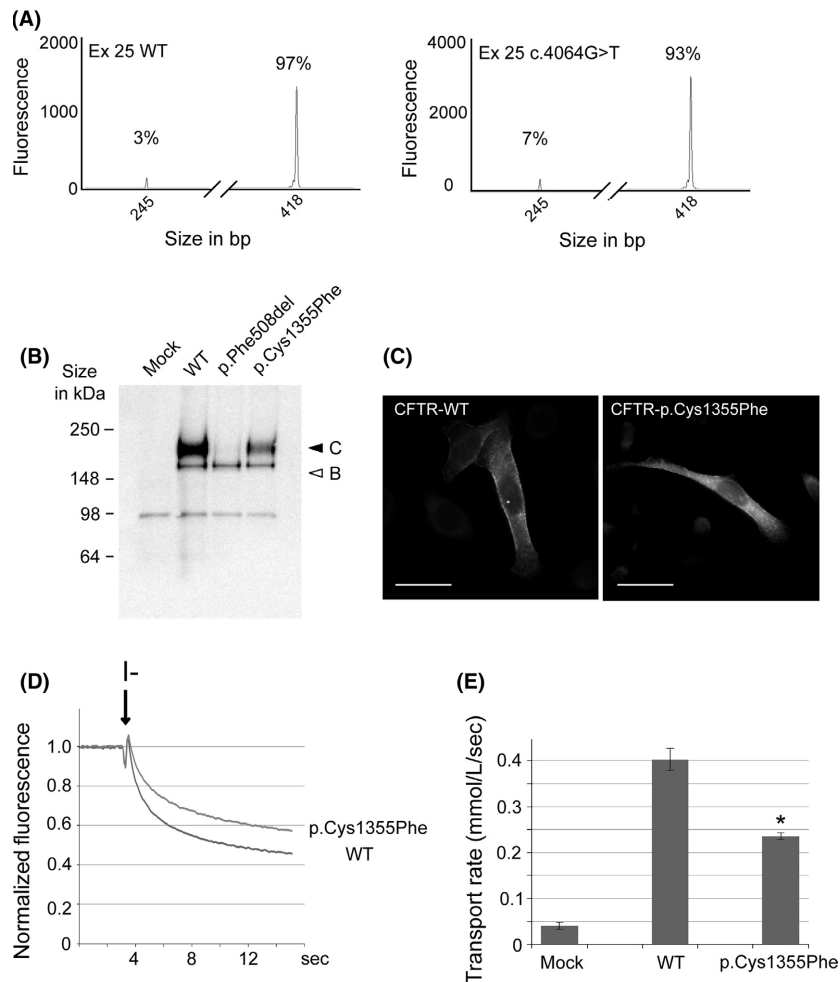 (A)
Ex 25 WT
Fluorescence
2000
1000
0
3%
97%
245
418
Size in bp
Ex 25 c.4064G>T
Fluorescence
4000
2000
0
7%
93%
245
418
Size in bp
(B)
Mock
WT
p.Phe508del
p.Cys1355Phe
Size
in kDa
250
148
98
64
C
B
(C)
CFTR-WT
CFTR-p.Cys1355Phe
(D)
I-
Normalized fluorescence
1.0
0.8
0.6
0.4
0.2
0
p.Cys1355Phe
WT
4 8 12 sec
(E)
Transport rate (mmol/L/sec)
0.4
0.3
0.2
0.1
0
*
Mock WT p.Cys1355Phe